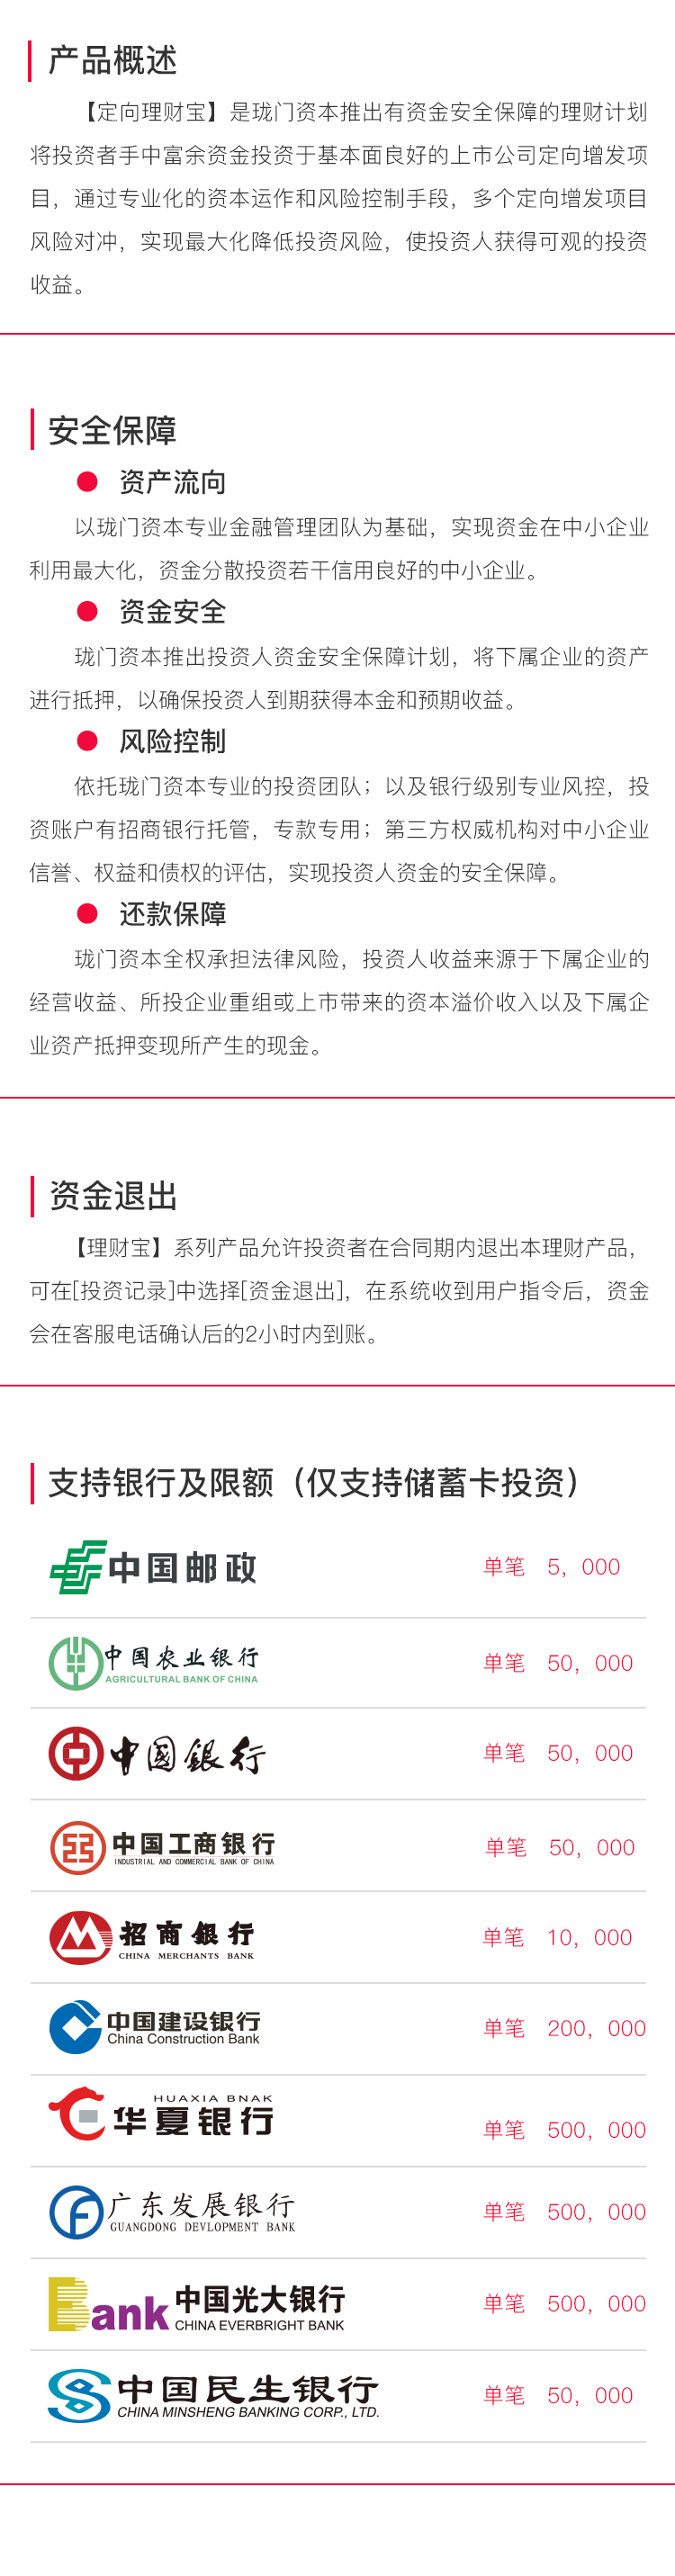 产品概述
【定向理财宝】是珑门资本推出有资金安全保障的理财计划
将投资者手中富余资金投资于基本面良好的上市公司定向增发项
目，通过专业化的资本运作和风险控制手段，多个定向增发项目
风险对冲，实现最大化降低投资风险，使投资人获得可观的投资
收益。
安全保障
● 资产流向
以珑门资本专业金融管理团队为基础，实现资金在中小企业
利用最大化，资金分散投资若干信用良好的中小企业。
● 资金安全
珑门资本推出投资人资金安全保障计划，将下属企业的资产
进行抵押，以确保投资人到期获得本金和预期收益。
● 风险控制
依托珑门资本专业的投资团队；以及银行级别专业风控，投
资账户有招商银行托管，专款专用；第三方权威机构对中小企业
信誉、权益和债权的评估，实现投资人资金的安全保障。
● 还款保障
珑门资本全权承担法律风险，投资人收益来源于下属企业的
经营收益、所投企业重组或上市带来的资本溢价收入以及下属企
业资产抵押变现所产生的现金。
资金退出
【理财宝】系列产品允许投资者在合同期内退出本理财产品，
可在[投资记录]中选择[资金退出]，在系统收到用户指令后，资金
会在客服电话确认后的2小时内到账。
支持银行及限额（仅支持储蓄卡投资）
中国邮政 单笔 5，000
中国农业银行 单笔 50，000
AGRICULTURAL BANK OF CHINA
中國銀行 单笔 50，000
中国工商银行 单笔 50，000
INDUSTRIAL AND COMMERCIAL BANK OF CHINA
招商銀行 单笔 10，000
CHINA MERCHANTS BANK
中国建设银行 单笔 200，000
China Construction Bank
HUAXIA BNAK
华夏银行 单笔 500，000
广东发展银行 单笔 500，000
GUANGDONG DEVLOPMENT BANK
Bank 中国光大银行 单笔 500，000
CHINA EVERBRIGHT BANK
中国民生银行 单笔 50，000
CHINA MINSHENG BANKING CORP., LTD.